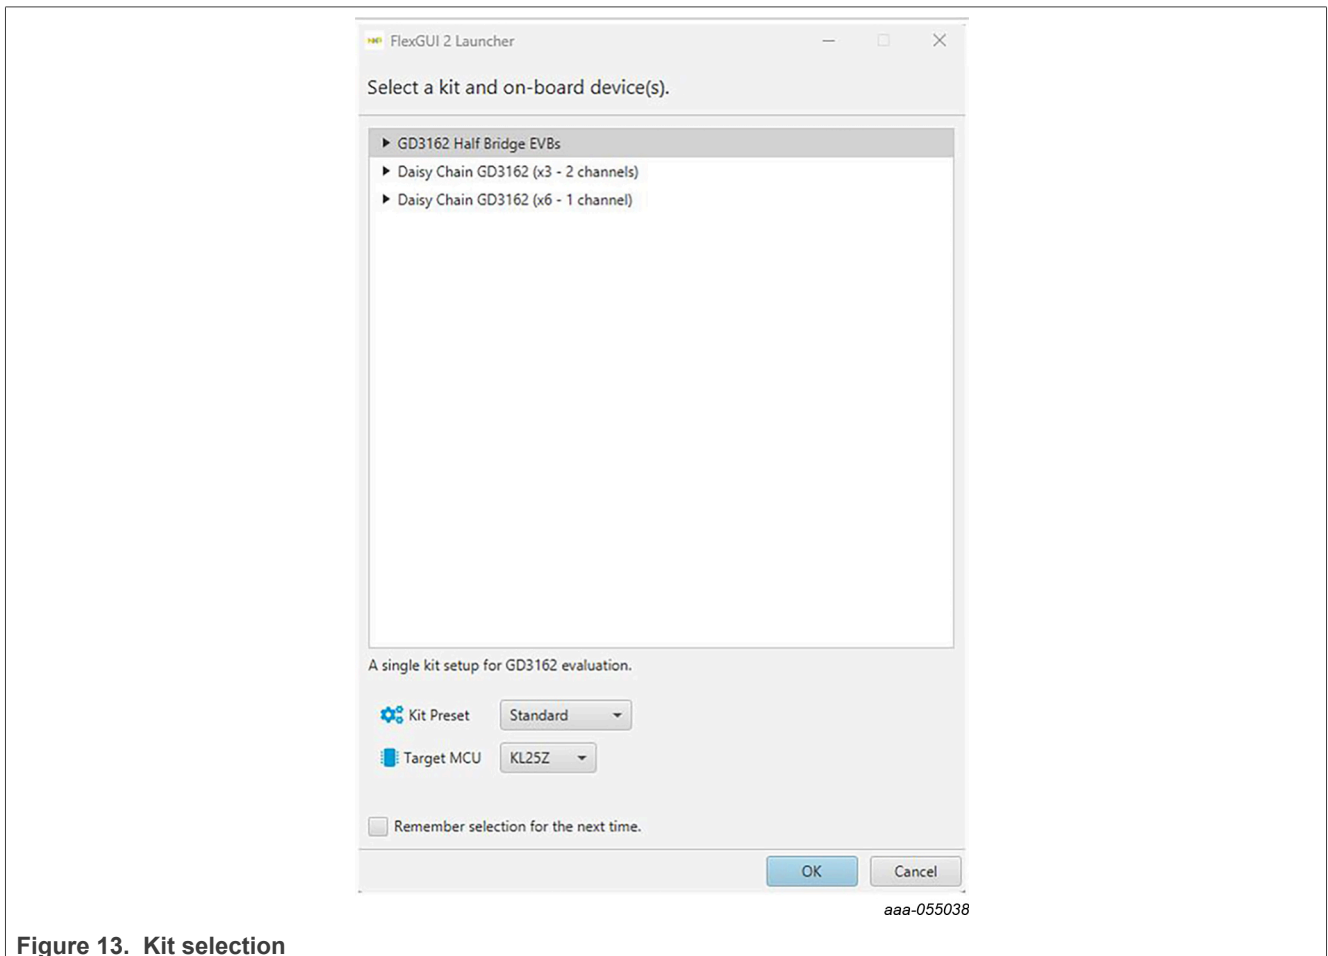 FlexGUI 2 Launcher
Select a kit and on-board device(s).
GD3162 Half Bridge EVBs
Daisy Chain GD3162 (x3 - 2 channels)
Daisy Chain GD3162 (x6 - 1 channel)
A single kit setup for GD3162 evaluation.
Kit Preset Standard
Target MCU KL25Z
Remember selection for the next time.
OK Cancel
aaa-055038
Figure 13. Kit selection